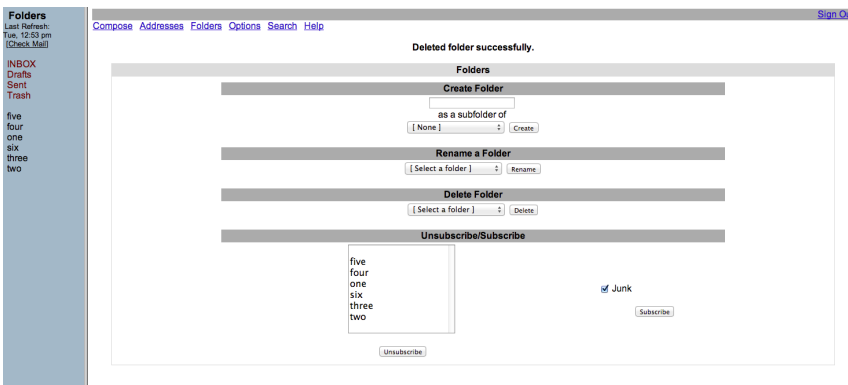 Folders
Last Refresh:
Tue, 12:53 pm
[Check Mail]
INBOX
Drafts
Sent
Trash
five
four
one
six
three
two
Sign
Compose Addresses Folders Options Search Help
Deleted folder successfully.
Folders
Create Folder
as a subfolder of
[ None ] Create
Rename a Folder
[ Select a folder ] Rename
Delete Folder
[ Select a folder ] Delete
Unsubscribe/Subscribe
five
four
one
six
three
two
Junk
Subscribe
Unsubscribe